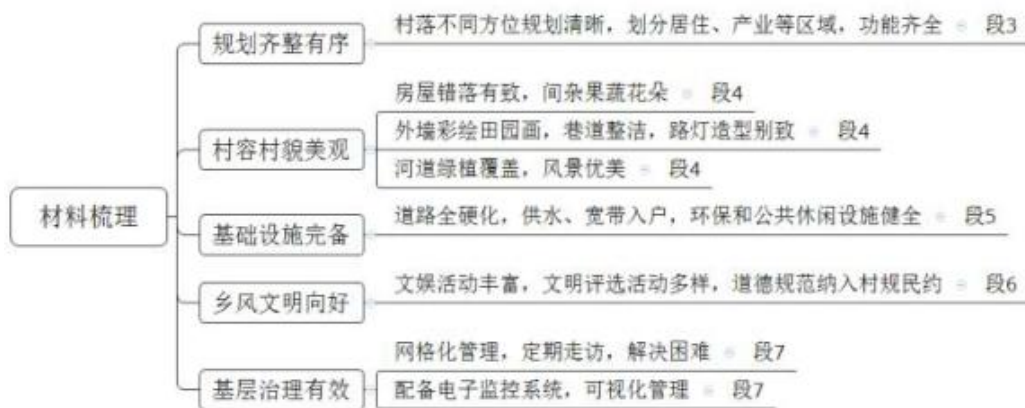 材料梳理
规划齐整有序
村落不同方位规划清晰，划分居住、产业等区域，功能齐全 段3
村容村貌美观
房屋错落有致，间杂果蔬花朵 段4
外墙彩绘田园画，巷道整洁，路灯造型别致 段4
河道绿植覆盖，风景优美 段4
基础设施完备
道路全硬化，供水、宽带入户，环保和公共休闲设施健全 段5
乡风文明向好
文娱活动丰富，文明评选活动多样，道德规范纳入村规民约 段6
基层治理有效
网格化管理，定期走访，解决困难 段7
配备电子监控系统，可视化管理 段7